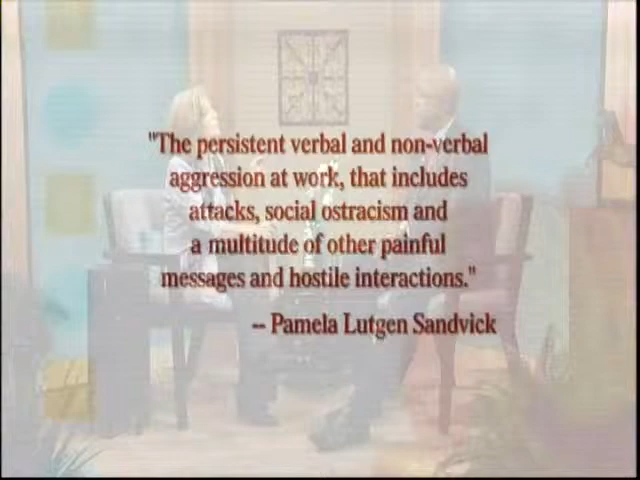 "The persistent verbal and non-verbal
aggression at work, that includes
attacks, social ostracism and
a multitude of other painful
messages and hostile interactions."
-- Pamela Lutgen Sandvick